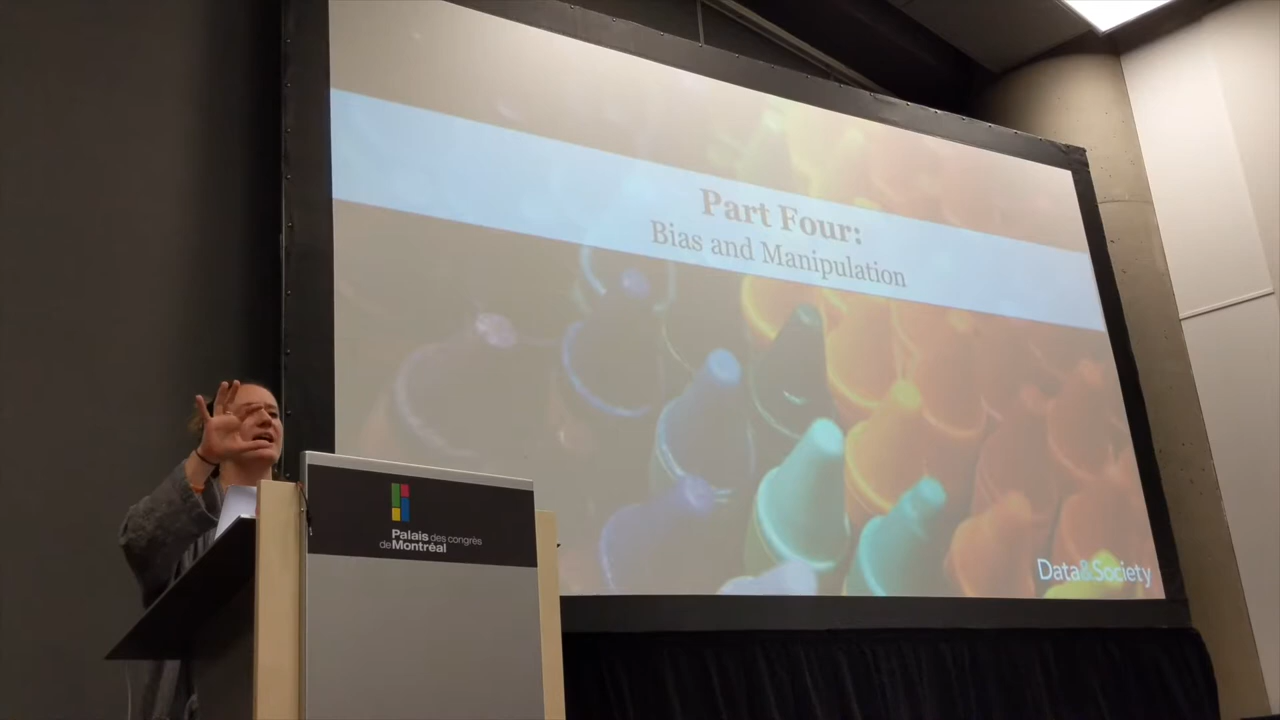 Part Four:
Bias and Manipulation
Data&Society
Palais des congrès
de Montréal